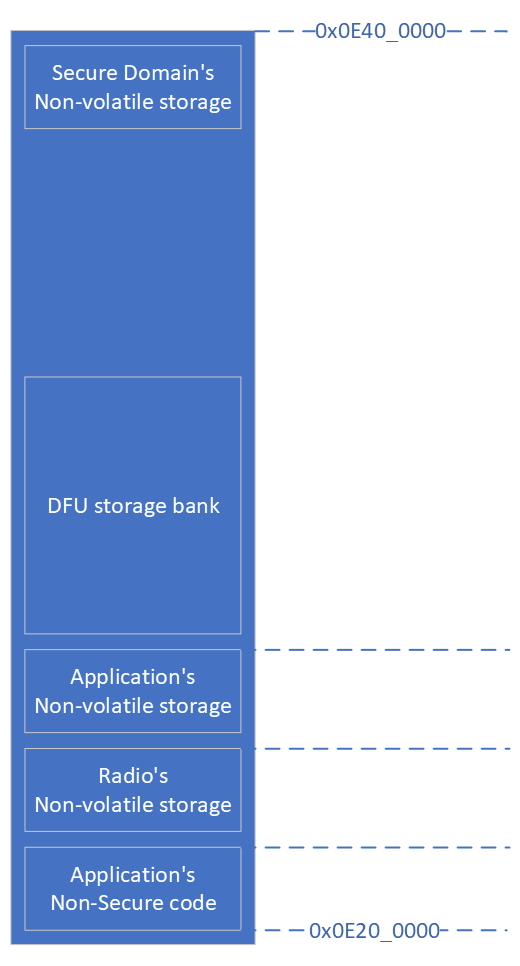 0x0E40_0000
Secure Domain's
Non-volatile storage
DFU storage bank
Application's
Non-volatile storage
Radio's
Non-volatile storage
Application's
Non-Secure code
0x0E20_0000